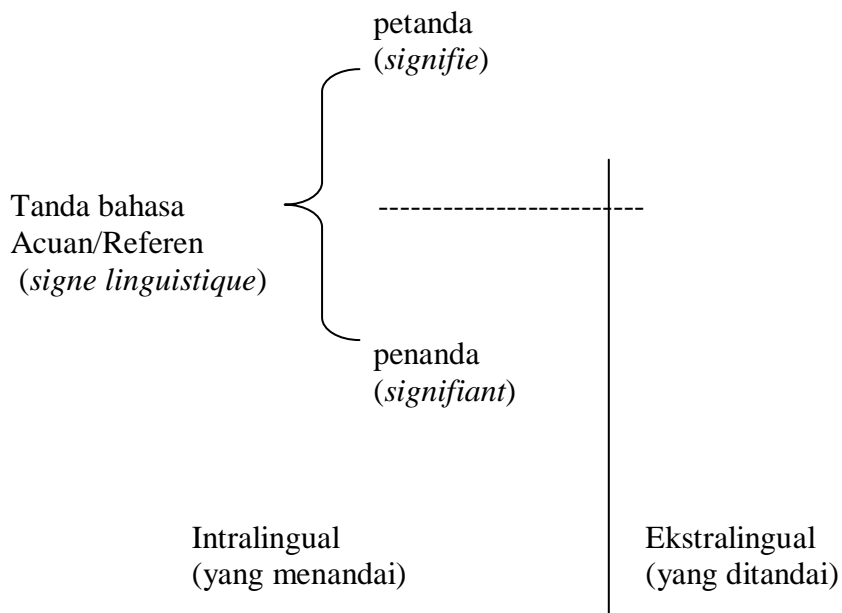 petanda
(signifie)
Tanda bahasa
Acuan/Referen
(signe linguistique)
penanda
(signifiant)
Intralingual
(yang menandai)
Ekstralingual
(yang ditandai)